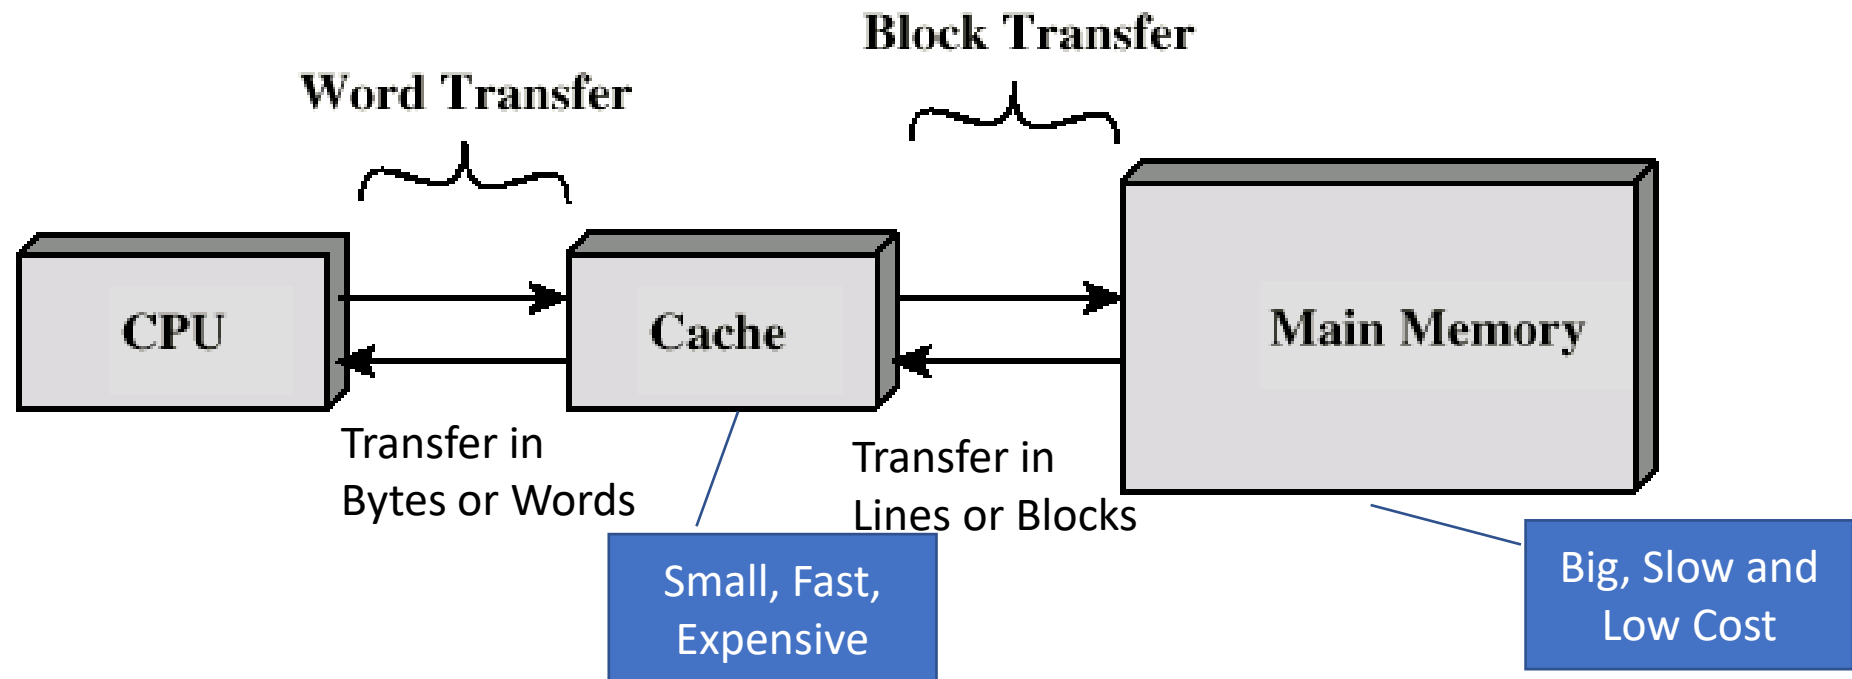 Block Transfer
Word Transfer
CPU
Cache
Main Memory
Transfer in
Bytes or Words
Transfer in
Lines or Blocks
Small, Fast,
Expensive
Big, Slow and
Low Cost